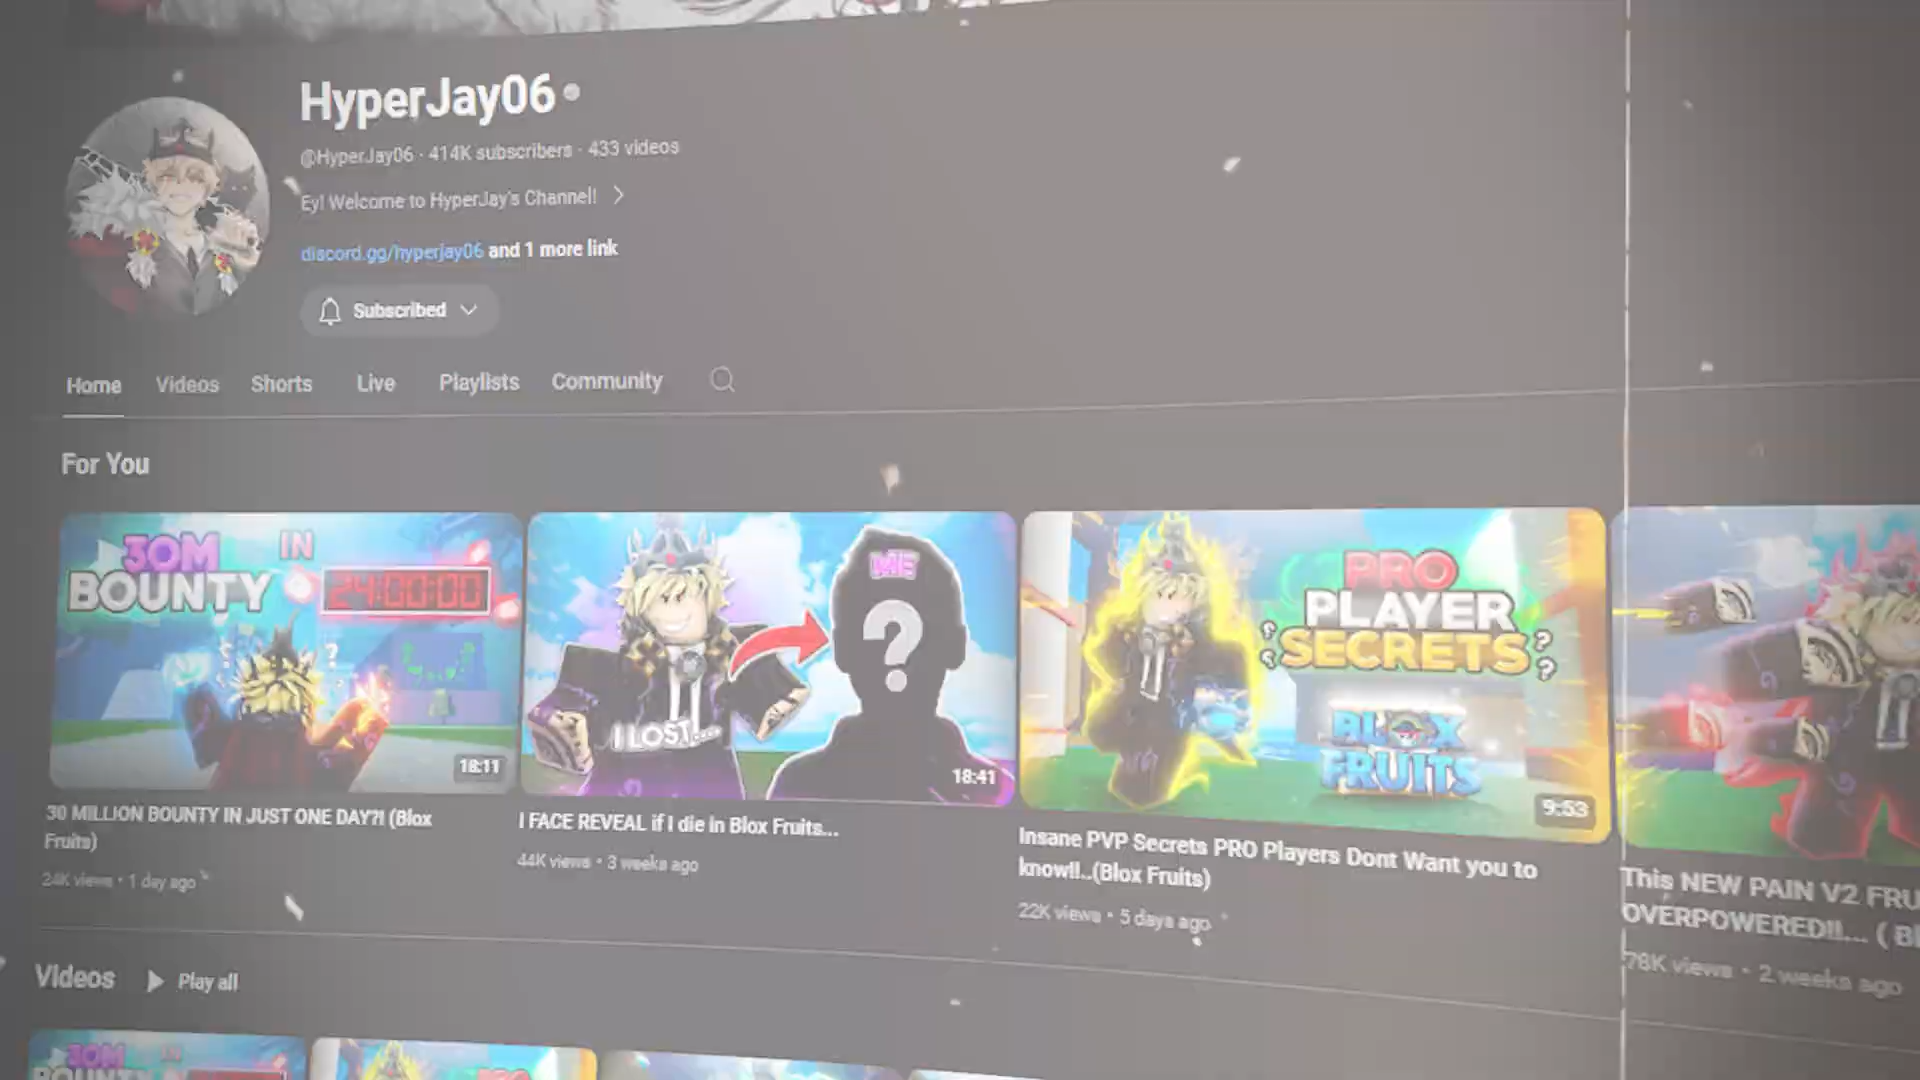 HyperJay06
@HyperJay06 · 414K subscribers · 433 videos
Ey! Welcome to HyperJay's Channel!
discord.gg/hyperjay06 and 1 more link
Subscribed
Home Videos Shorts Live Playlists Community
For You
30M IN
BOUNTY 24:00:00
18:11
ME
?
I LOST...
18:41
PRO
PLAYER
SECRETS
BLOX
FRUITS
9:53
30 MILLION BOUNTY IN JUST ONE DAY?! (Blox
Fruits)
24K views • 1 day ago
I FACE REVEAL if I die in Blox Fruits...
44K views • 3 weeks ago
Insane PVP Secrets PRO Players Dont Want you to
know!!..(Blox Fruits)
22K views • 5 days ago
This NEW PAIN V2 FRU
OVERPOWERED!!... ( Bl
78K views • 2 weeks ago
Videos Play all
30M IN
BOUNTY